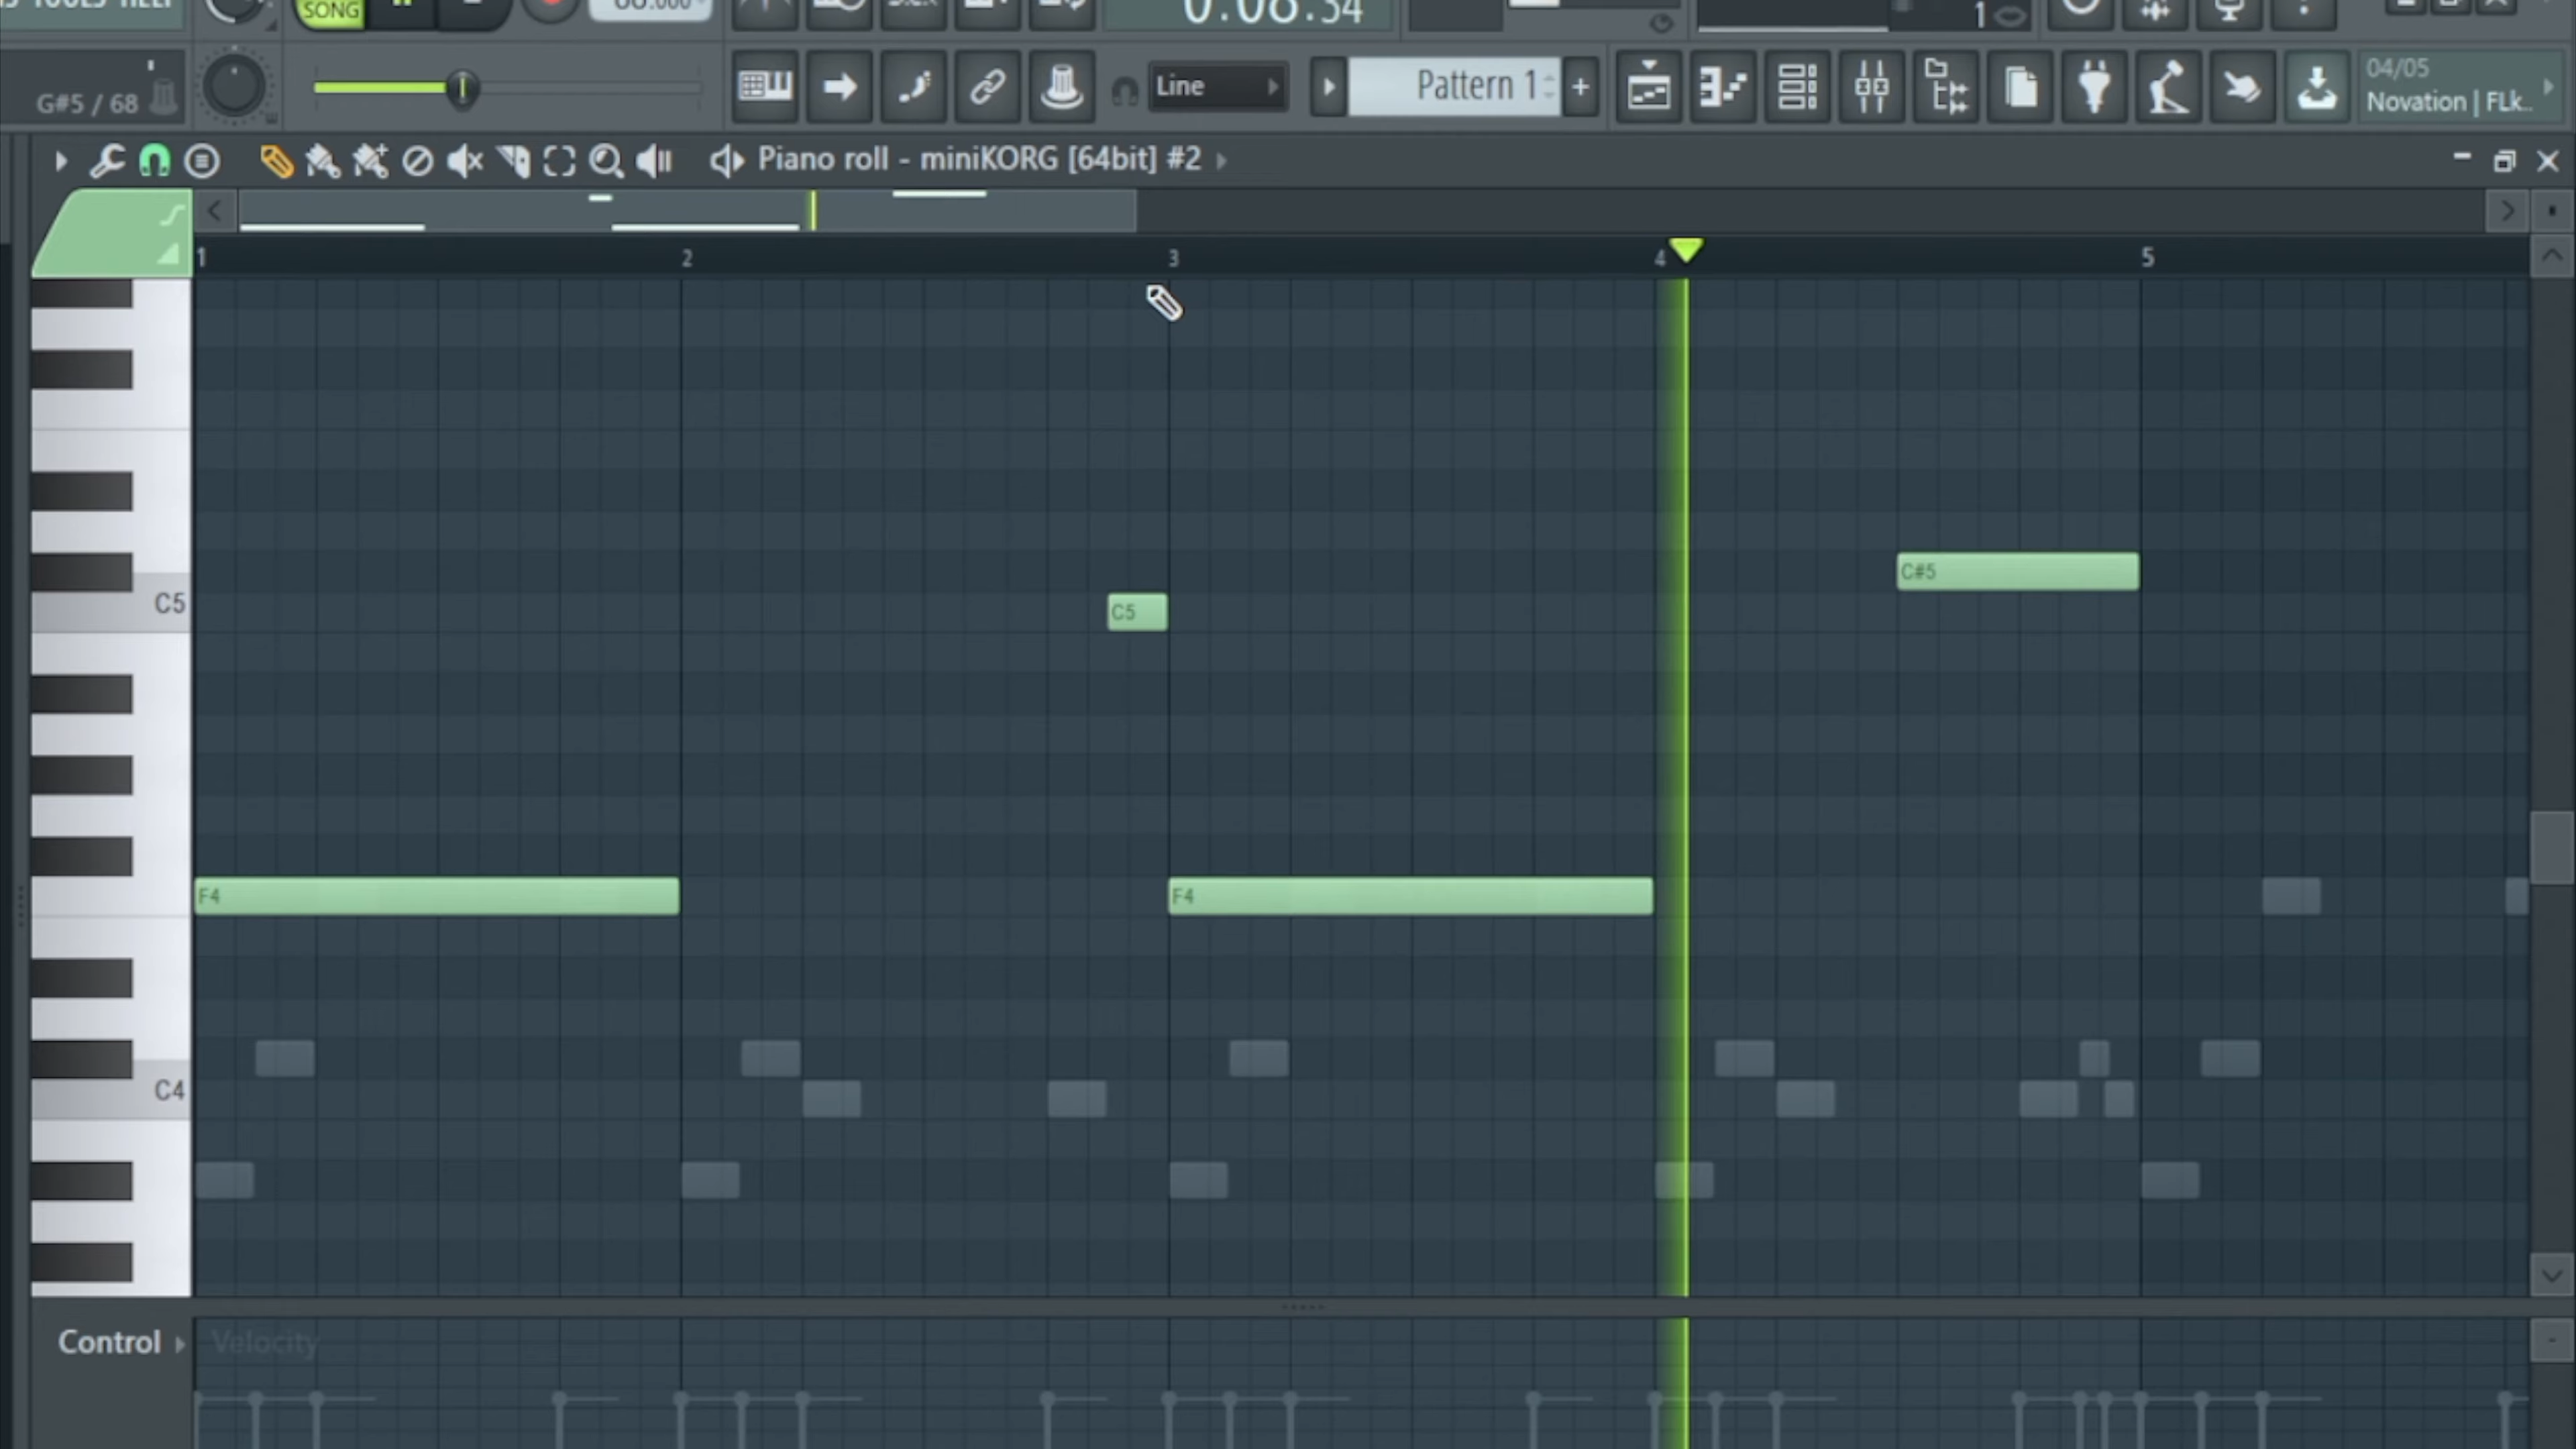 SONG
0:08:34
1
G#5 / 68
Line
Pattern 1
+
04/05
Novation | FLk..
Piano roll - miniKORG [64bit] #2
1 2 3 4 5
C#5
C5
C5
F4
F4
C4
Control
Velocity